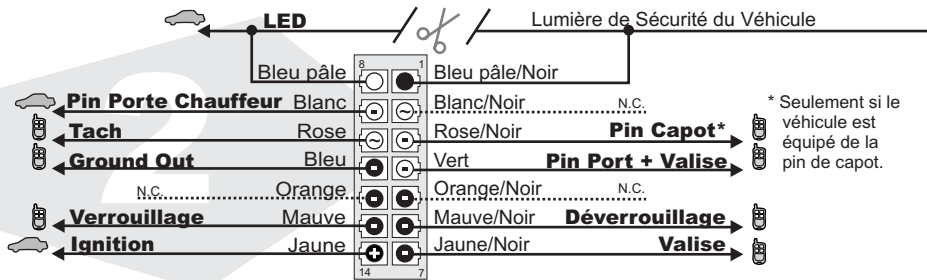 LED Lumière de Sécurité du Véhicule
8 1
Bleu pâle Bleu pâle/Noir
Pin Porte Chauffeur Blanc Blanc/Noir N.C.
Tach Rose Rose/Noir Pin Capot*
Ground Out Bleu Vert Pin Port + Valise
N.C. Orange Orange/Noir N.C.
Verrouillage Mauve Mauve/Noir Déverrouillage
Ignition Jaune Jaune/Noir Valise
14 7
* Seulement si le
véhicule est
équipé de la
pin de capot.
2